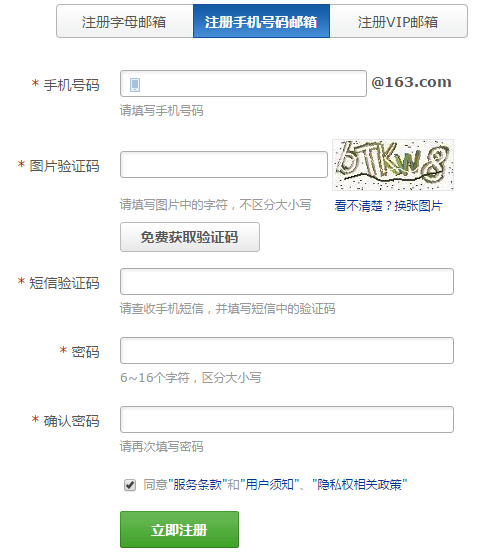 注册字母邮箱 注册手机号码邮箱 注册VIP邮箱
* 手机号码 @163.com
请填写手机号码
* 图片验证码 6TKw8
请填写图片中的字符，不区分大小写 看不清楚？换张图片
免费获取验证码
* 短信验证码
请查收手机短信，并填写短信中的验证码
* 密码
6~16个字符，区分大小写
* 确认密码
请再次填写密码
同意"服务条款"和"用户须知"、"隐私权相关政策"
立即注册